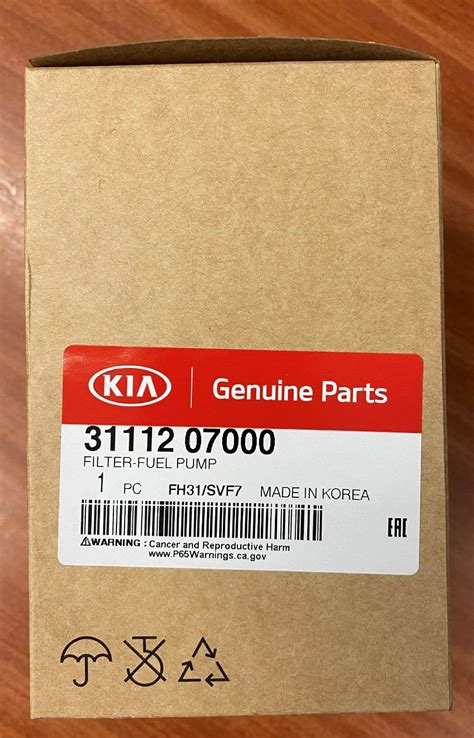 KIA Genuine Parts
31112 07000
FILTER-FUEL PUMP
1 PC FH31/SVF7 MADE IN KOREA
EAC
⚠WARNING : Cancer and Reproductive Harm
www.P65Warnings.ca.gov